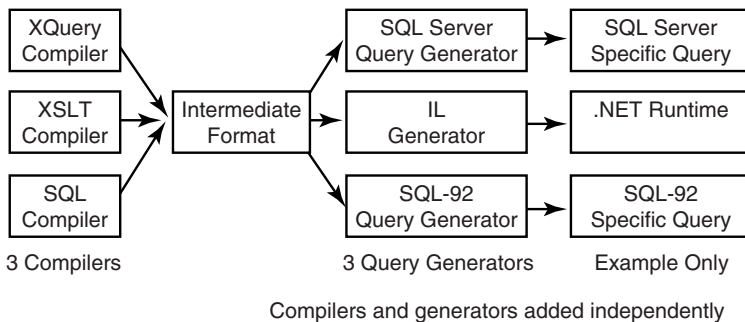 XQuery
Compiler
XSLT
Compiler
SQL
Compiler
3 Compilers
Intermediate
Format
SQL Server
Query Generator
IL
Generator
SQL-92
Query Generator
3 Query Generators
SQL Server
Specific Query
.NET Runtime
SQL-92
Specific Query
Example Only
Compilers and generators added independently